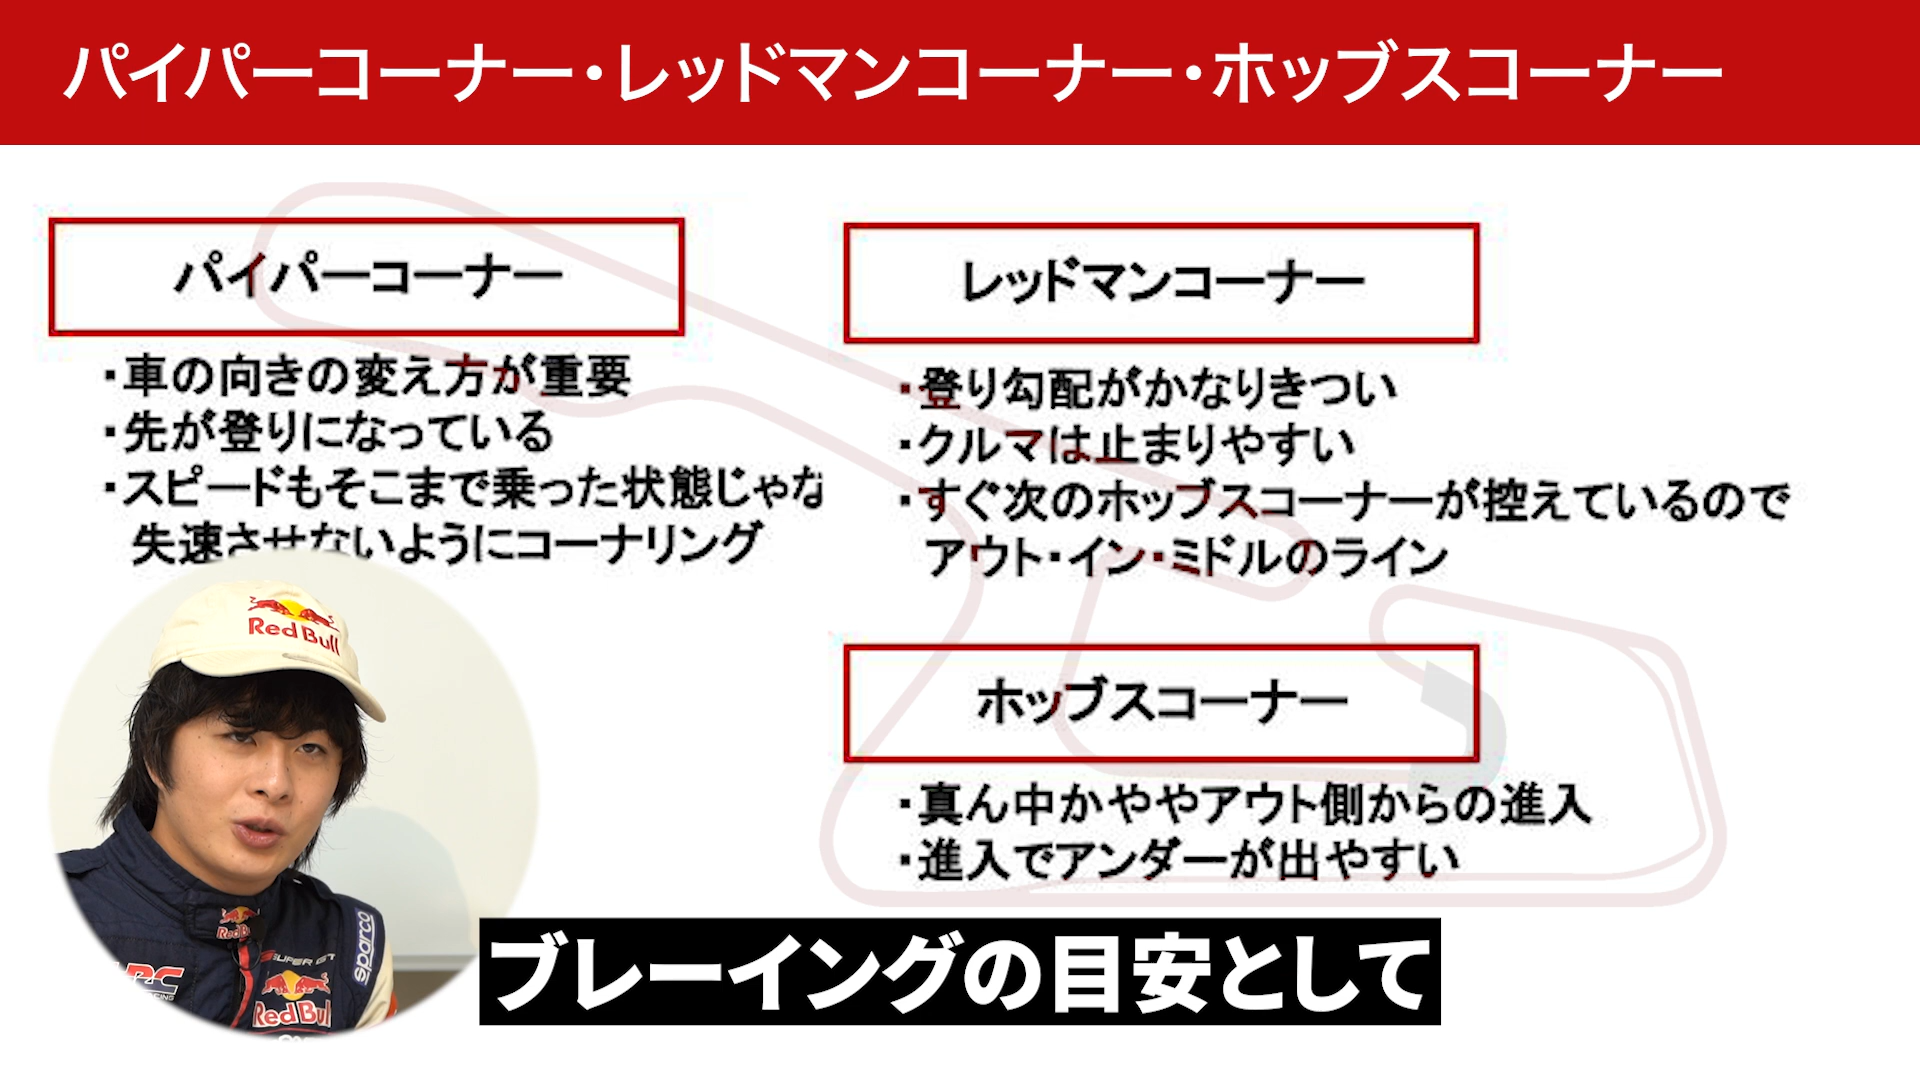 パイパーコーナー・レッドマンコーナー・ホッブスコーナー
パイパーコーナー
・車の向きの変え方が重要
・先が登りになっている
・スピードもそこまで乗った状態じゃな
失速させないようにコーナリング
レッドマンコーナー
・登り勾配がかなりきつい
・クルマは止まりやすい
・すぐ次のホッブスコーナーが控えているので
アウト・イン・ミドルのライン
ホッブスコーナー
・真ん中かややアウト側からの進入
・進入でアンダーが出やすい
Red Bull
sparco
Red Bull
SUPER GT
Red Bull
ブレーイングの目安として